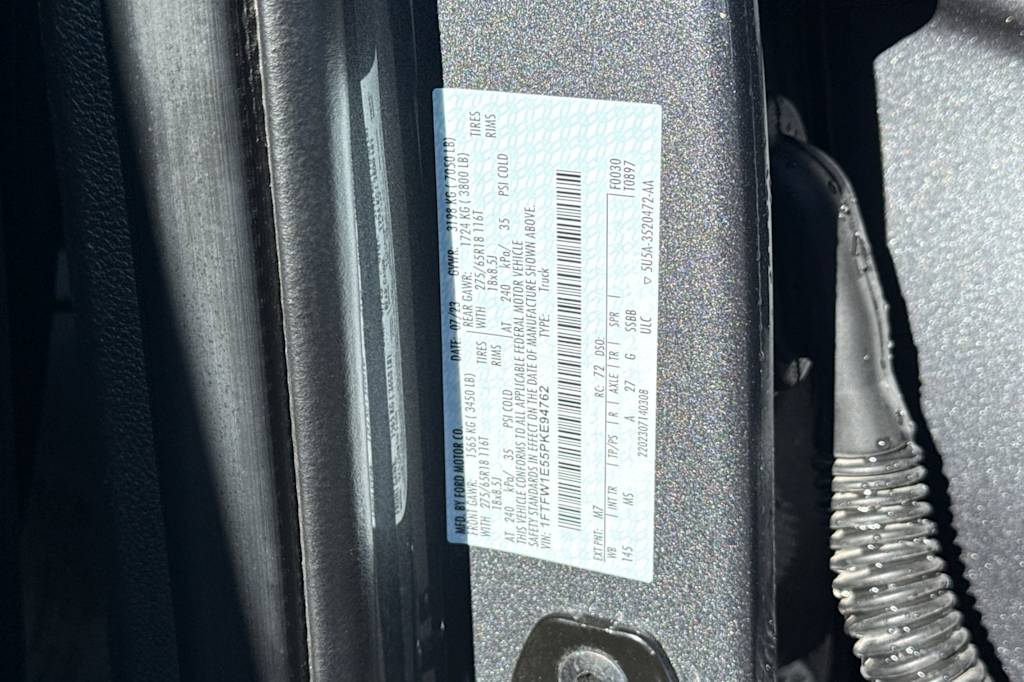 MFD. BY FORD MOTOR CO. DATE: 07/23 GVWR: 3198 KG ( 7050 LB)
FRONT GAWR: 1565 KG ( 3450 LB) REAR GAWR: 1724 KG ( 3800 LB)
WITH 275/65R18 116T TIRES WITH 275/65R18 116T TIRES
18x8.5J RIMS 18x8.5J RIMS
AT 240 kPa/ 35 PSI COLD AT 240 kPa/ 35 PSI COLD
THIS VEHICLE CONFORMS TO ALL APPLICABLE FEDERAL MOTOR VEHICLE
SAFETY STANDARDS IN EFFECT ON THE DATE OF MANUFACTURE SHOWN ABOVE.
VIN: 1FTFW1E55PKE94762 TYPE: Truck
EXT PNT: M7 RC: 72 DSO: F0030
WB INT TR TP/PS R AXLE TR SPR T0897
145 MS A 27 G SSBB
2202307140308 ULC ▽ 5U5A-3520472-AA